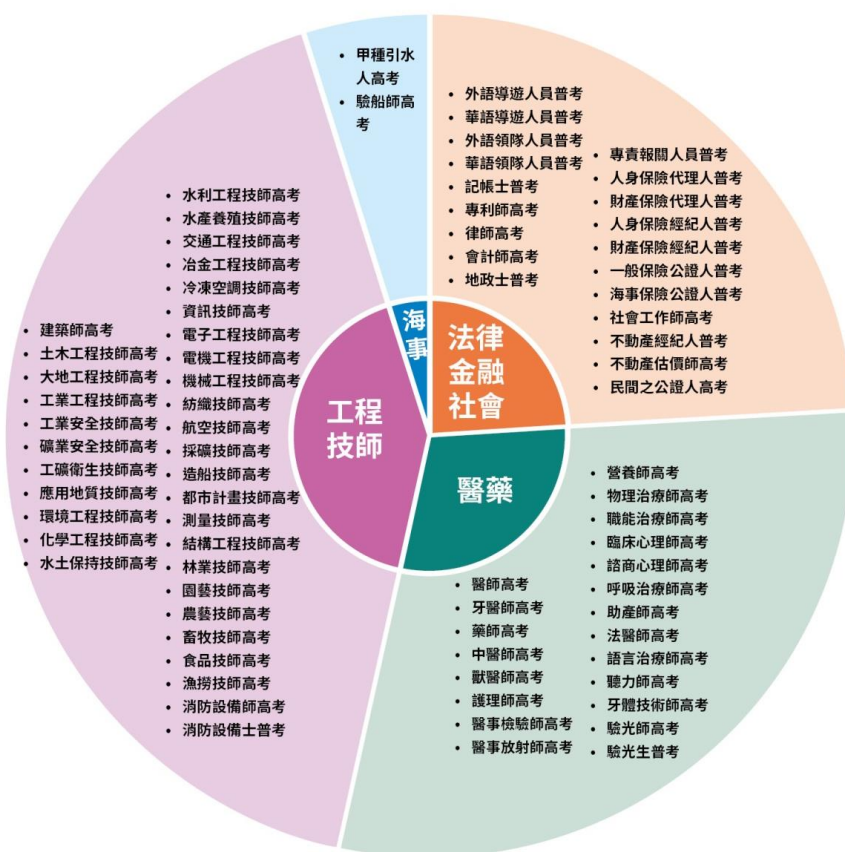 甲種引水
人高考
驗船師高
考
海
事
外語導遊人員普考
華語導遊人員普考
外語領隊人員普考
華語領隊人員普考
記帳士普考
專利師高考
律師高考
會計師高考
地政士普考
專責報關人員普考
人身保險代理人普考
財產保險代理人普考
人身保險經紀人普考
財產保險經紀人普考
一般保險公證人普考
海事保險公證人普考
社會工作師高考
不動產經紀人普考
不動產估價師高考
民間之公證人高考
法律
金融
社會
建築師高考
土木工程技師高考
大地工程技師高考
工業工程技師高考
工業安全技師高考
礦業安全技師高考
工礦衛生技師高考
應用地質技師高考
環境工程技師高考
化學工程技師高考
水土保持技師高考
水利工程技師高考
水產養殖技師高考
交通工程技師高考
冶金工程技師高考
冷凍空調技師高考
資訊技師高考
電子工程技師高考
電機工程技師高考
機械工程技師高考
紡織技師高考
航空技師高考
採礦技師高考
造船技師高考
都市計畫技師高考
測量技師高考
結構工程技師高考
林業技師高考
園藝技師高考
農藝技師高考
畜牧技師高考
食品技師高考
漁撈技師高考
消防設備師高考
消防設備士普考
工程
技師
醫藥
醫師高考
牙醫師高考
藥師高考
中醫師高考
獸醫師高考
護理師高考
醫事檢驗師高考
醫事放射師高考
營養師高考
物理治療師高考
職能治療師高考
臨床心理師高考
諮商心理師高考
呼吸治療師高考
助產師高考
法醫師高考
語言治療師高考
聽力師高考
牙體技術師高考
驗光師高考
驗光生普考